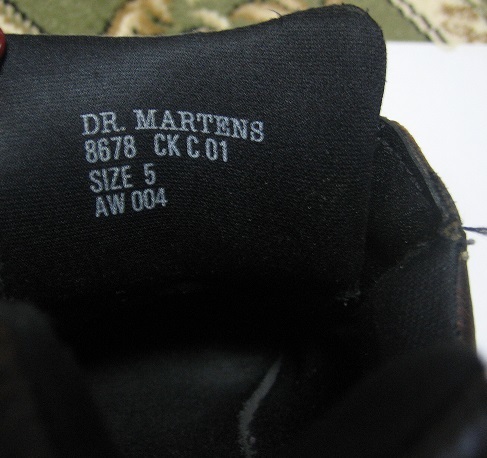 DR. MARTENS
8678 CK C 01
SIZE 5
AW 004